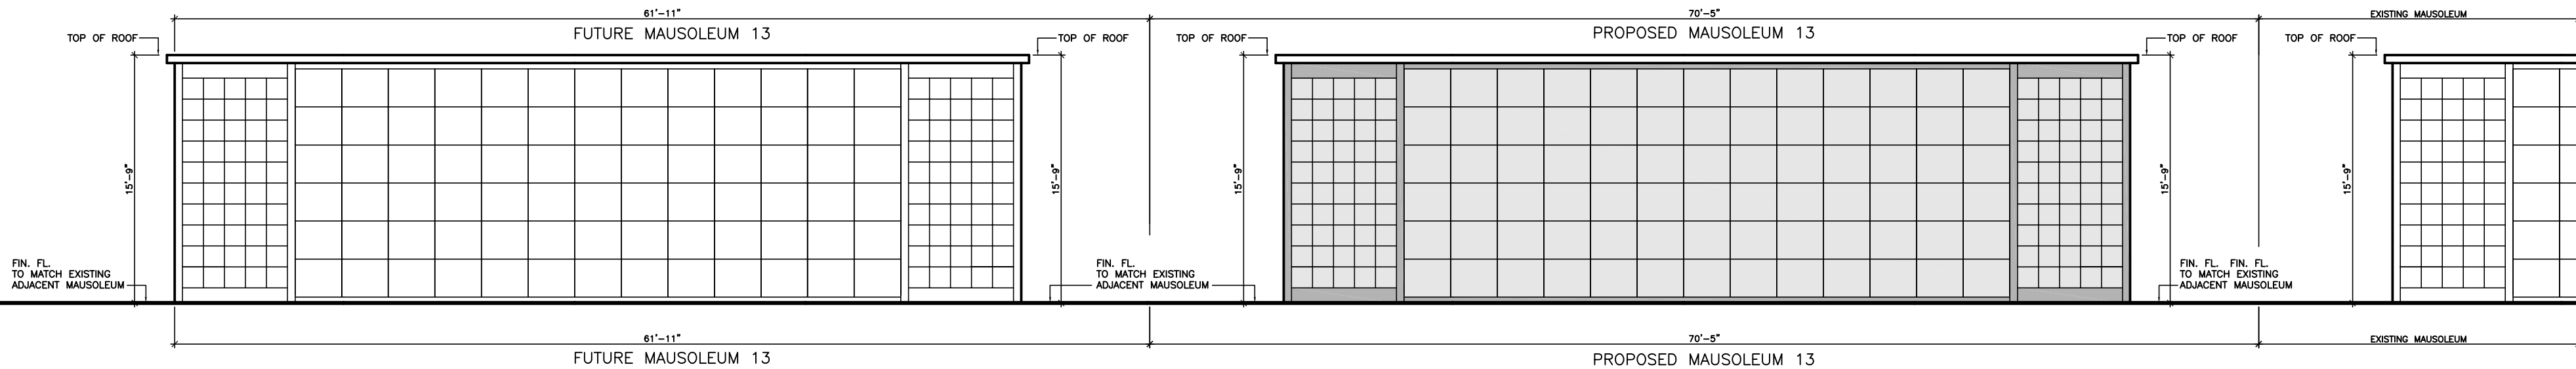 61'-11"
FUTURE MAUSOLEUM 13
70'-5"
PROPOSED MAUSOLEUM 13
EXISTING MAUSOLEUM
TOP OF ROOF
TOP OF ROOF
TOP OF ROOF
TOP OF ROOF
TOP OF ROOF
15'-9"
15'-9"
15'-9"
15'-9"
15'-9"
FIN. FL.
TO MATCH EXISTING
ADJACENT MAUSOLEUM
FIN. FL.
TO MATCH EXISTING
ADJACENT MAUSOLEUM
FIN. FL. FIN. FL.
TO MATCH EXISTING
ADJACENT MAUSOLEUM
61'-11"
FUTURE MAUSOLEUM 13
70'-5"
PROPOSED MAUSOLEUM 13
EXISTING MAUSOLEUM